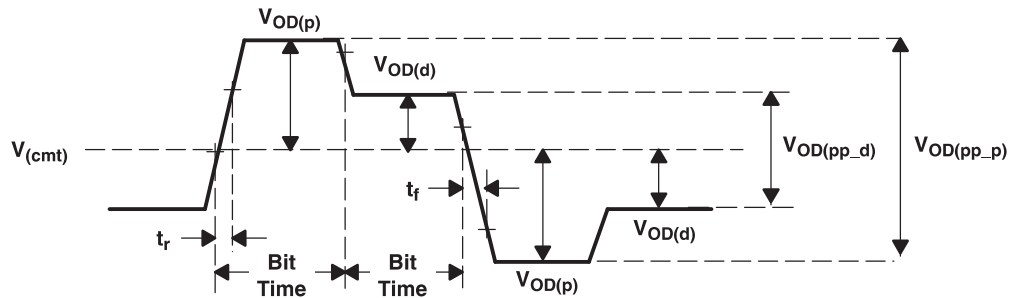 VOD(p)
VOD(d)
V(cmt)
VOD(pp_d)
VOD(pp_p)
tf
tr
VOD(d)
Bit
Time
Bit
Time
VOD(p)